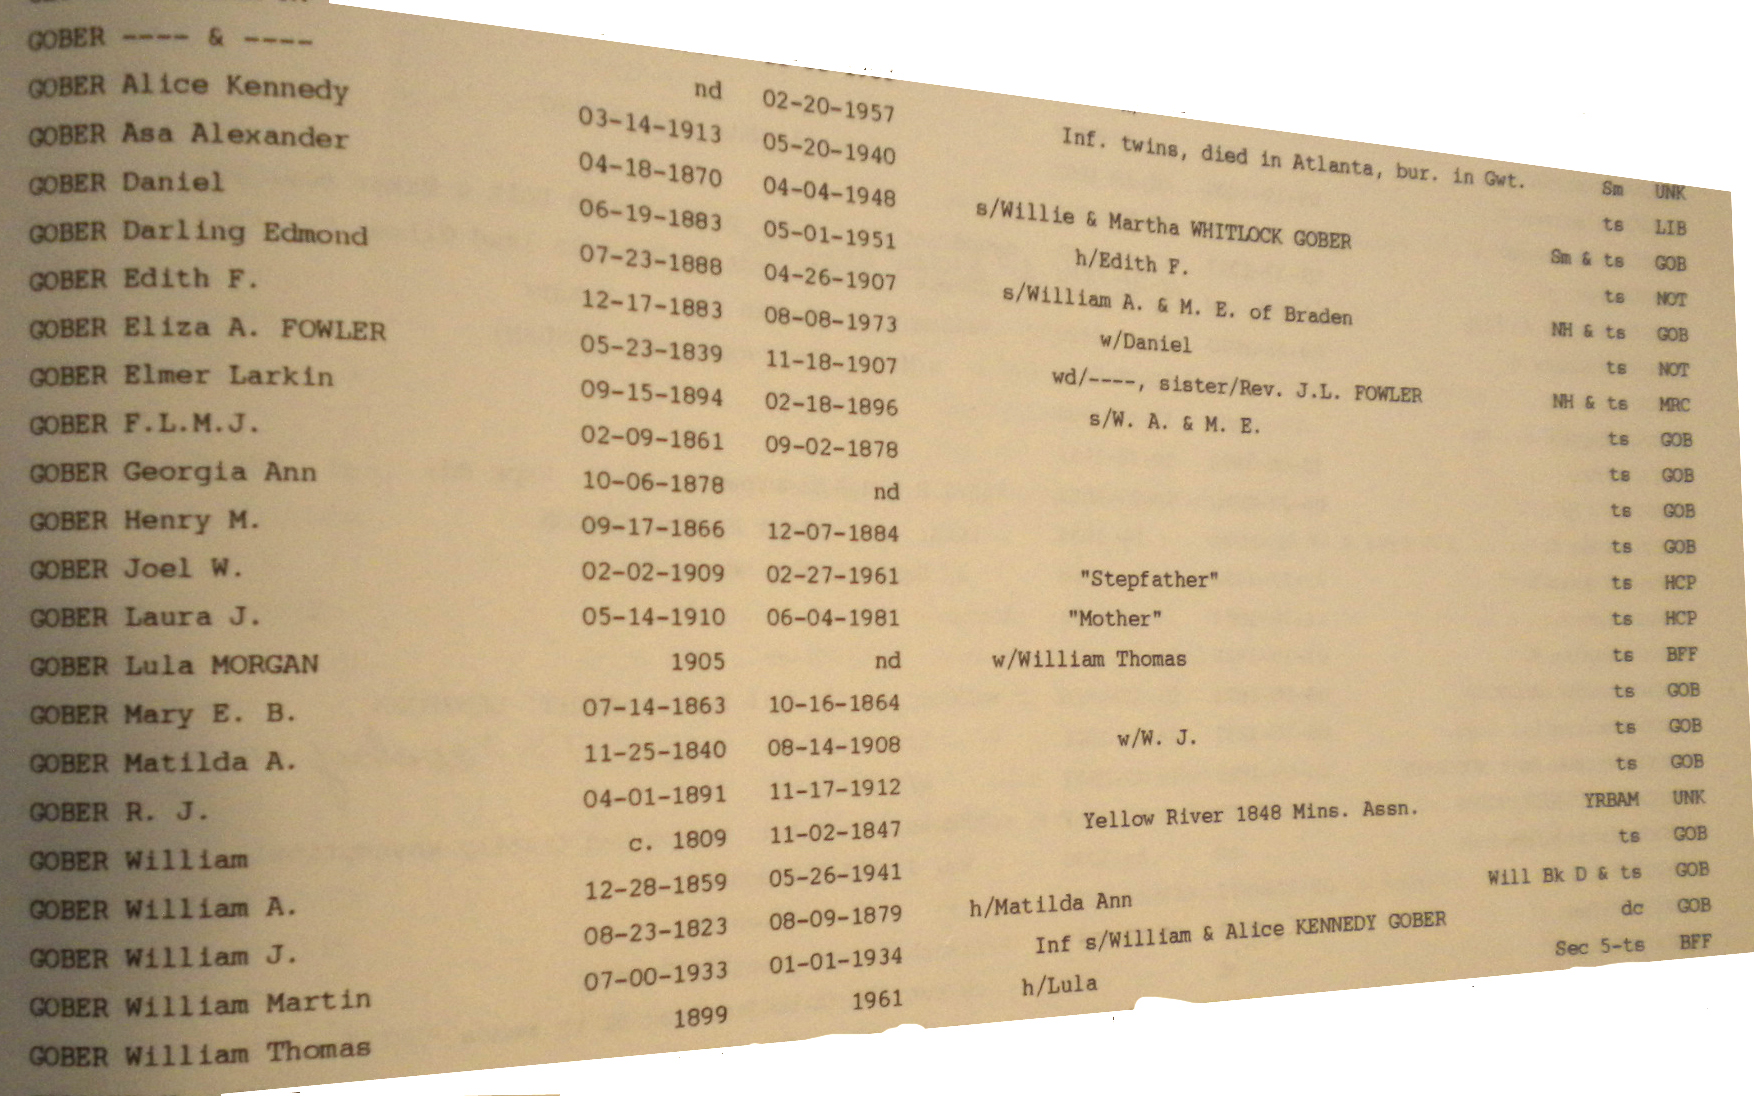 GOBER ---- & ---- nd 02-20-1957 Inf. twins, died in Atlanta, bur. in Gwt. Sm UNK
GOBER Alice Kennedy 03-14-1913 05-20-1940 ts LIB
GOBER Asa Alexander 04-18-1870 04-04-1948 s/Willie & Martha WHITLOCK GOBER Sm & ts GOB
GOBER Daniel 06-19-1883 05-01-1951 h/Edith F. ts NOT
GOBER Darling Edmond 07-23-1888 04-26-1907 s/William A. & M. E. of Braden NH & ts GOB
GOBER Edith F. 12-17-1883 08-08-1973 w/Daniel ts NOT
GOBER Eliza A. FOWLER 05-23-1839 11-18-1907 wd/----, sister/Rev. J.L. FOWLER NH & ts MRC
GOBER Elmer Larkin 09-15-1894 02-18-1896 s/W. A. & M. E. ts GOB
GOBER F.L.M.J. 02-09-1861 09-02-1878 ts GOB
GOBER Georgia Ann 10-06-1878 nd ts GOB
GOBER Henry M. 09-17-1866 12-07-1884 ts GOB
GOBER Joel W. 02-02-1909 02-27-1961 "Stepfather" ts HCP
GOBER Laura J. 05-14-1910 06-04-1981 "Mother" ts HCP
GOBER Lula MORGAN 1905 nd w/William Thomas ts BFF
GOBER Mary E. B. 07-14-1863 10-16-1864 ts GOB
GOBER Matilda A. 11-25-1840 08-14-1908 w/W. J. ts GOB
GOBER R. J. 04-01-1891 11-17-1912 ts GOB
GOBER William c. 1809 11-02-1847 Yellow River 1848 Mins. Assn. YRBAM UNK
GOBER William A. 12-28-1859 05-26-1941 ts GOB
GOBER William J. 08-23-1823 08-09-1879 h/Matilda Ann Will Bk D & ts GOB
GOBER William Martin 07-00-1933 01-01-1934 Inf s/William & Alice KENNEDY GOBER dc GOB
GOBER William Thomas 1899 1961 h/Lula Sec 5-ts BFF